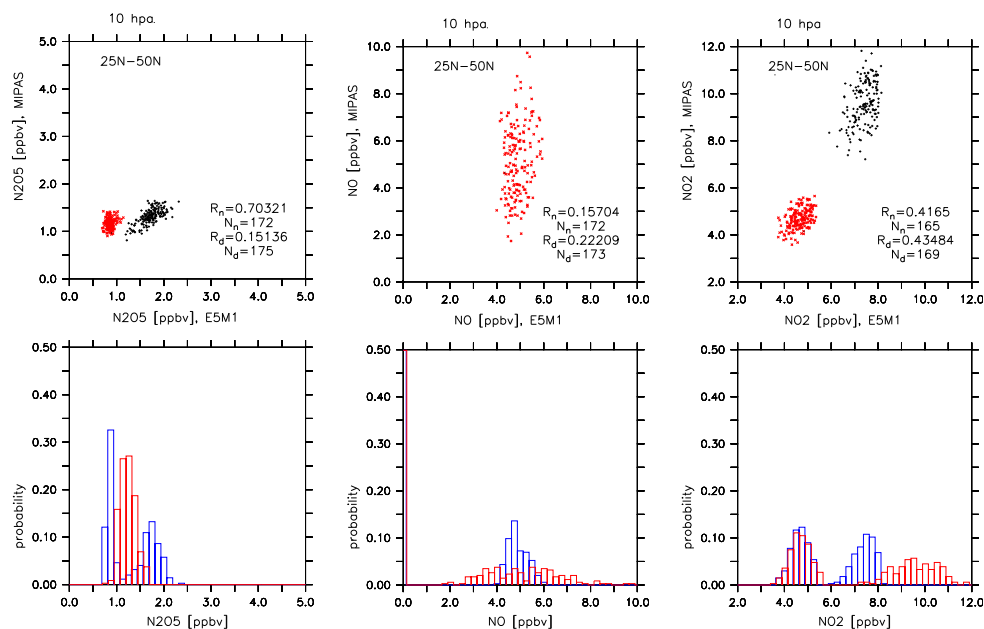 10 hpa.
10 hpa.
10 hpa
5.0
4.0
3.0
2.0
1.0
0.0
N2O5 [ppbv], MIPAS
25N−50N
R_n=0.70321
N_n=172
R_d=0.15136
N_d=175
0.0 1.0 2.0 3.0 4.0 5.0
N2O5 [ppbv], E5M1
10.0
8.0
6.0
4.0
2.0
0.0
NO [ppbv], MIPAS
25N−50N
R_n=0.15704
N_n=172
R_d=0.22209
N_d=173
0.0 2.0 4.0 6.0 8.0 10.0
NO [ppbv], E5M1
12.0
10.0
8.0
6.0
4.0
2.0
NO2 [ppbv], MIPAS
25N−50N
R_n=0.4165
N_n=165
R_d=0.43484
N_d=169
2.0 4.0 6.0 8.0 10.0 12.0
NO2 [ppbv], E5M1
0.50
0.40
0.30
0.20
0.10
0.00
probability
0.0 1.0 2.0 3.0 4.0 5.0
N2O5 [ppbv]
0.50
0.40
0.30
0.20
0.10
0.00
probability
0.0 2.0 4.0 6.0 8.0 10.0
NO [ppbv]
0.50
0.40
0.30
0.20
0.10
0.00
probability
2.0 4.0 6.0 8.0 10.0 12.0
NO2 [ppbv]